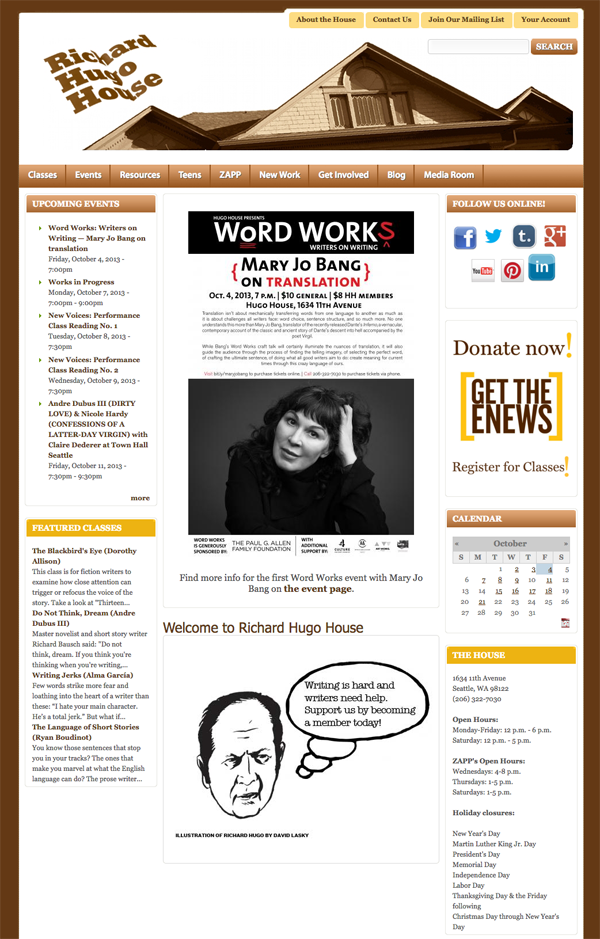 About the House
Contact Us
Join Our Mailing List
Your Account
SEARCH
Richard
Hugo
House
Classes
Events
Resources
Teens
ZAPP
New Work
Get Involved
Blog
Media Room
UPCOMING EVENTS
Word Works: Writers on
Writing — Mary Jo Bang on
translation
Friday, October 4, 2013 -
7:00pm
Works in Progress
Monday, October 7, 2013 -
7:00pm - 9:00pm
New Voices: Performance
Class Reading No. 1
Tuesday, October 8, 2013 -
7:30pm
New Voices: Performance
Class Reading No. 2
Wednesday, October 9, 2013 -
7:30pm
Andre Dubus III (DIRTY
LOVE) & Nicole Hardy
(CONFESSIONS OF A
LATTER-DAY VIRGIN) with
Claire Dederer at Town Hall
Seattle
Friday, October 11, 2013 -
7:30pm - 9:30pm
more
FEATURED CLASSES
The Blackbird's Eye (Dorothy
Allison)
This class is for fiction writers to
examine how close attention can
trigger or refocus the voice of the
story. Take a look at "Thirteen...
Do Not Think, Dream (Andre
Dubus III)
Master novelist and short story writer
Richard Bausch said: "Do not
think, dream. If you think you're
thinking when you're writing,...
Writing Jerks (Alma García)
Few words strike more fear and
loathing into the heart of a writer than
these: "I hate your main character.
He's a total jerk." But what if...
The Language of Short Stories
(Ryan Boudinot)
You know those sentences that stop
you in your tracks? The ones that
make you marvel at what the English
language can do? The prose writer...
HUGO HOUSE PRESENTS
WORD WORKS
WRITERS ON WRITING
{ MARY JO BANG }
ON TRANSLATION
OCT. 4, 2013, 7 P.M. | $10 GENERAL | $8 HH MEMBERS
HUGO HOUSE, 1634 11TH AVENUE
Translation isn't about mechanically transferring words from one language to another as much as
it is about challenges all writers face: word choice, sentence structure, and so much more. No one
understands this more than Mary Jo Bang, translator of the recently released Dante's Inferno: a vernacular,
contemporary account of the classic and ancient story of Dante's descent into hell accompanied by the
poet Virgil.
While Bang's Word Works craft talk will certainly illuminate the nuances of translation, it will also
guide the audience through the process of finding the telling imagery, of selecting the perfect word,
of crafting the ultimate sentence, of doing what all good writers aim to do: create meaning for current
times through this crazy language of ours.
Visit bit.ly/maryjobang to purchase tickets online. | Call 206-322-7030 to purchase tickets via phone.
WORD WORKS
IS GENEROUSLY
SPONSORED BY:
THE PAUL G. ALLEN
FAMILY FOUNDATION
WITH
ADDITIONAL
SUPPORT BY:
4
CULTURE
Find more info for the first Word Works event with Mary Jo
Bang on the event page.
Welcome to Richard Hugo House
Writing is hard and
writers need help.
Support us by becoming
a member today!
ILLUSTRATION OF RICHARD HUGO BY DAVID LASKY
FOLLOW US ONLINE!
f
t.
g+
You Tube
in
Donate now!
[GET THE
ENEWS]
Register for Classes!
CALENDAR
« October »
S M T W T F S
1 2 3 4 5
6 7 8 9 10 11 12
13 14 15 16 17 18 19
20 21 22 23 24 25 26
27 28 29 30 31
THE HOUSE
1634 11th Avenue
Seattle, WA 98122
(206) 322-7030
Open Hours:
Monday-Friday: 12 p.m. - 6 p.m.
Saturday: 12 p.m. - 5 p.m.
ZAPP's Open Hours:
Wednesdays: 4-8 p.m.
Thursdays: 1-5 p.m.
Saturdays: 1-5 p.m.
Holiday closures:
New Year's Day
Martin Luther King Jr. Day
President's Day
Memorial Day
Independence Day
Labor Day
Thanksgiving Day & the Friday
following
Christmas Day through New Year's
Day